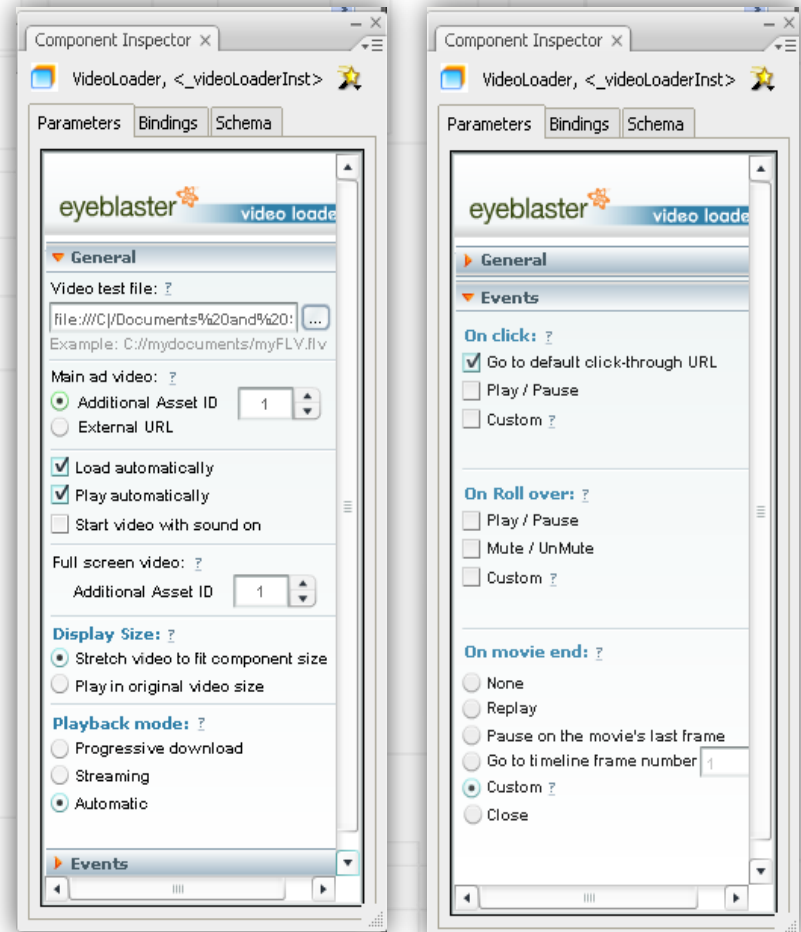 Component Inspector ×
VideoLoader, <_videoLoaderInst>
Parameters Bindings Schema
eyeblaster video loade
General
Video test file: ?
file:///C|/Documents%20and%20: ...
Example: C://mydocuments/myFLV.flv
Main ad video: ?
Additional Asset ID 1
External URL
Load automatically
Play automatically
Start video with sound on
Full screen video: ?
Additional Asset ID 1
Display Size: ?
Stretch video to fit component size
Play in original video size
Playback mode: ?
Progressive download
Streaming
Automatic
Events
Component Inspector ×
VideoLoader, <_videoLoaderInst>
Parameters Bindings Schema
eyeblaster video loade
General
Events
On click: ?
Go to default click-through URL
Play / Pause
Custom ?
On Roll over: ?
Play / Pause
Mute / UnMute
Custom ?
On movie end: ?
None
Replay
Pause on the movie's last frame
Go to timeline frame number 1
Custom ?
Close